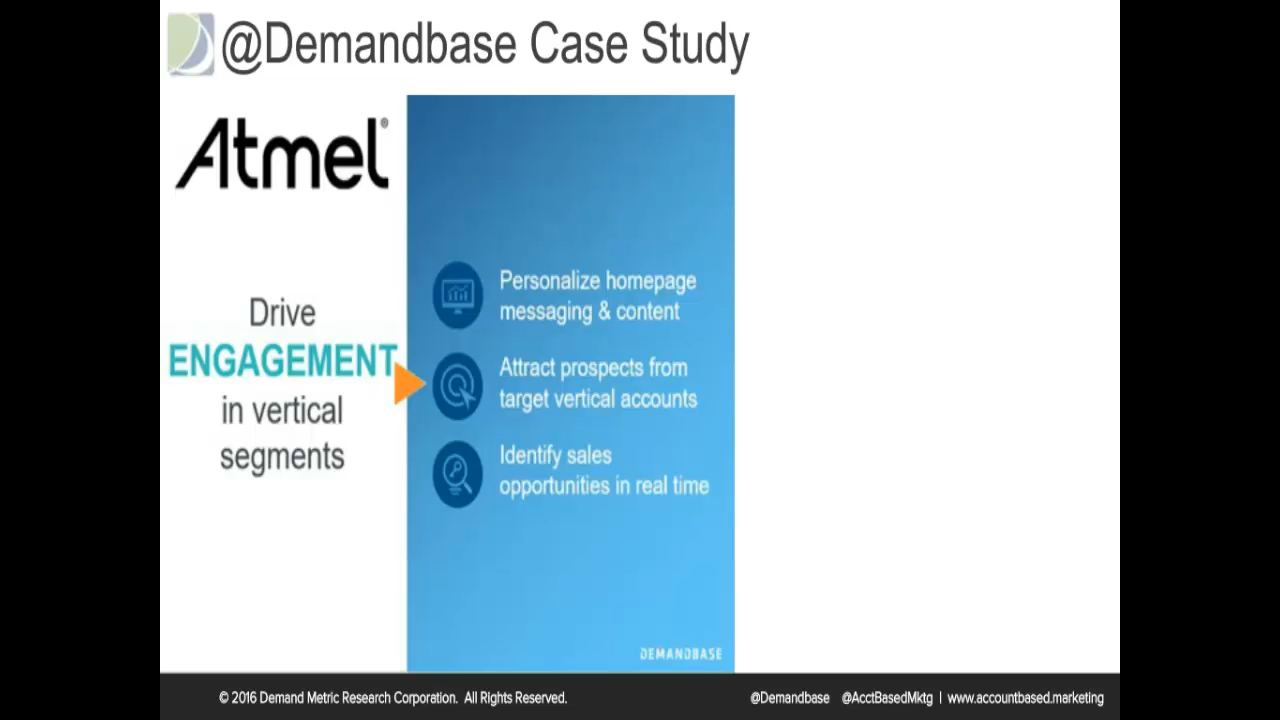 @Demandbase Case Study
Atmel®
Drive
ENGAGEMENT
in vertical
segments
Personalize homepage
messaging & content
Attract prospects from
target vertical accounts
Identify sales
opportunities in real time
DEMANDBASE
© 2016 Demand Metric Research Corporation. All Rights Reserved.
@Demandbase @AcctBasedMktg | www.accountbased.marketing